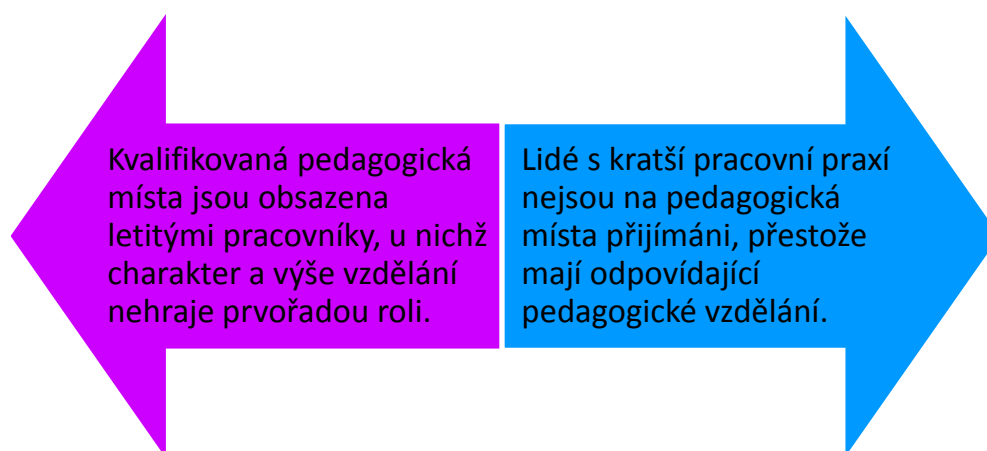 Kvalifikovaná pedagogická
místa jsou obsazena
letitými pracovníky, u nichž
charakter a výše vzdělání
nehraje prvořadou roli.
Lidé s kratší pracovní praxí
nejsou na pedagogická
místa přijímáni, přestože
mají odpovídající
pedagogické vzdělání.